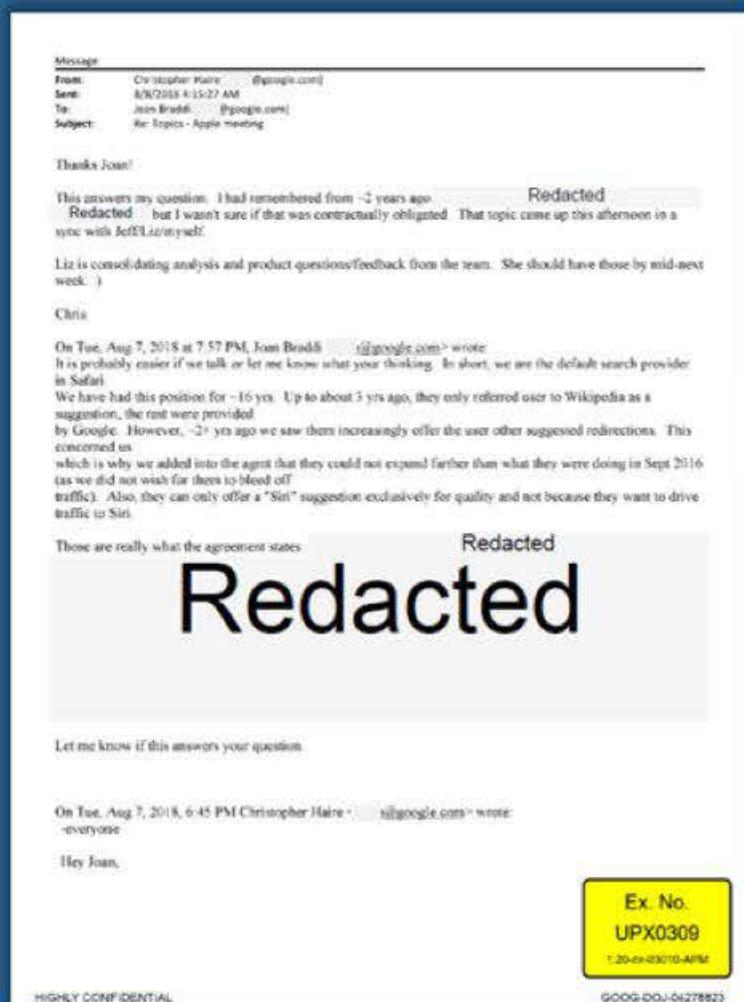 Message
From: Christopher Haire @google.com]
Sent: 8/8/2018 4:15:27 AM
To: Joan Braddi @google.com]
Subject: Re: Topics - Apple meeting
Thanks Joan!
This answers my question. I had remembered from ~2 years ago Redacted
Redacted but I wasn't sure if that was contractually obligated. That topic came up this afternoon in a
sync with Jeff/Liz/myself.
Liz is consolidating analysis and product questions/feedback from the team. She should have those by mid-next
week. :)
Chris
On Tue, Aug 7, 2018 at 7:57 PM, Joan Braddi @google.com> wrote:
It is probably easier if we talk or let me know what your thinking. In short, we are the default search provider
in Safari.
We have had this position for ~16 yrs. Up to about 3 yrs ago, they only referred user to Wikipedia as a
suggestion, the rest were provided
by Google. However, ~2+ yrs ago we saw them increasingly offer the user other suggested redirections. This
concerned us
which is why we added into the agmt that they could not expand farther than what they were doing in Sept 2016
(as we did not wish for them to bleed off
traffic). Also, they can only offer a "Siri" suggestion exclusively for quality and not because they want to drive
traffic to Siri.
Those are really what the agreement states. Redacted
Redacted
Let me know if this answers your question.
On Tue, Aug 7, 2018, 6:45 PM Christopher Haire < @google.com> wrote:
-everyone
Hey Joan,
Ex. No.
UPX0309
1:20-cv-03010-APM
HIGHLY CONFIDENTIAL
GOOG-DOJ-04278823